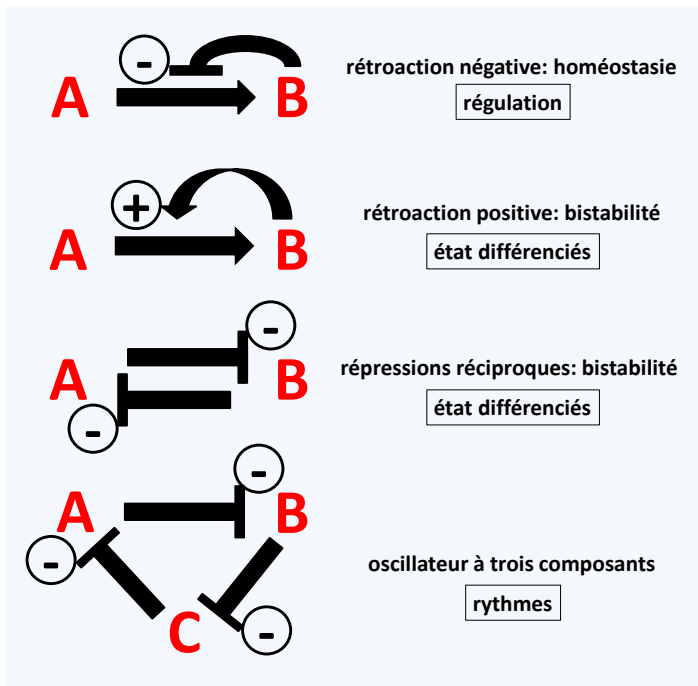 -
A B
rétroaction négative: homéostasie
régulation
+
A B
rétroaction positive: bistabilité
état différenciés
-
A B
-
répressions réciproques: bistabilité
état différenciés
-
A B
-
C
-
oscillateur à trois composants
rythmes